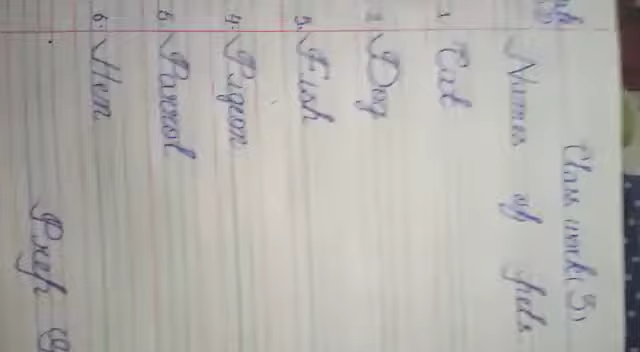 Class work (5)
Names of pets.
1. Cat
2. Dog
3. Fish
4. Pigeon
5. Parrot
6. Hen